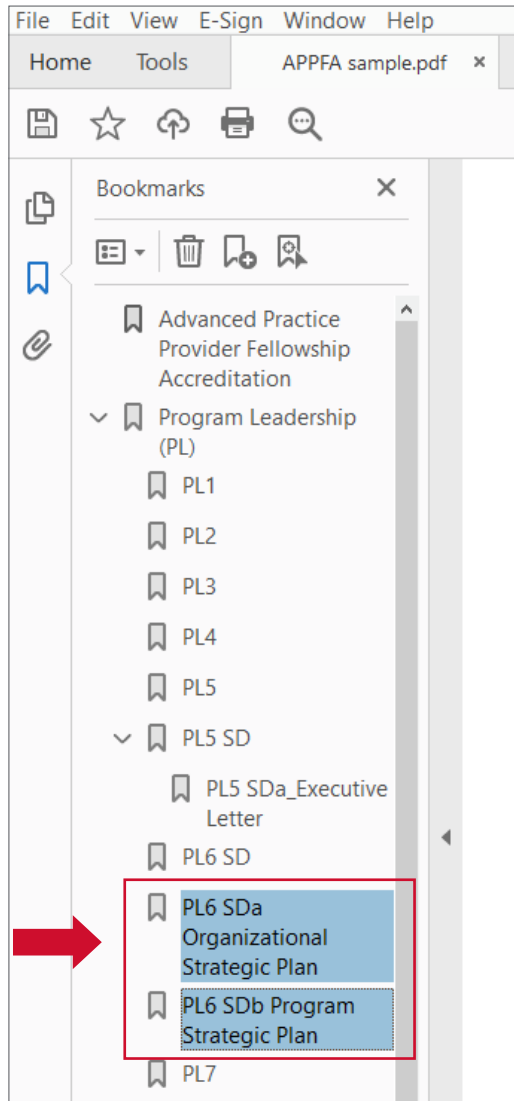 File Edit View E-Sign Window Help
Home Tools APPFA sample.pdf ×
Bookmarks
Advanced Practice
Provider Fellowship
Accreditation
Program Leadership
(PL)
PL1
PL2
PL3
PL4
PL5
PL5 SD
PL5 SDa_Executive
Letter
PL6 SD
PL6 SDa
Organizational
Strategic Plan
PL6 SDb Program
Strategic Plan
PL7